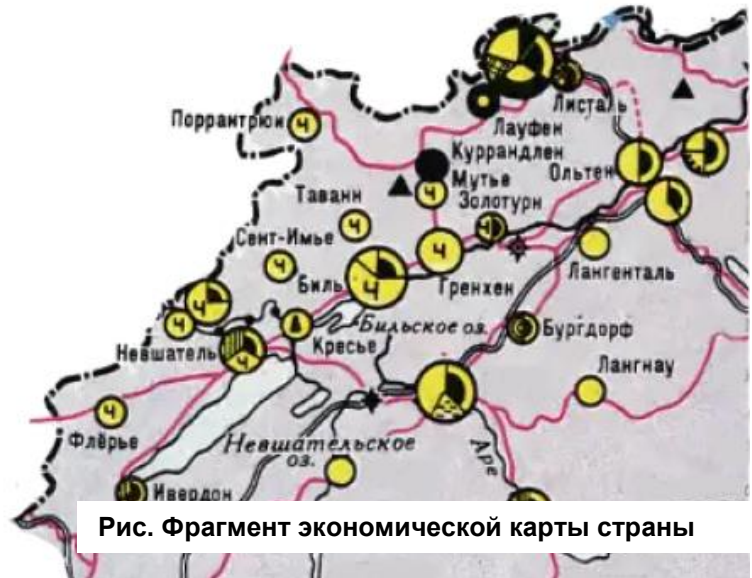 Листаль
Поррантрюи
Ч
Лауфен
Куррандлен
Ольтен
Мутье
Ч
Таванн
Золотурн
Ч
Сент-Имье
Ч
Ч
Ч
Биль
Ч
Гренхен
Лангенталь
Ч
Ч
Невшатель
Ч
Кресье
Бильское оз.
Бургдорф
Лангнау
Ч
Флёрье
Невшательское
оз.
Аре
Ивердон
Рис. Фрагмент экономической карты страны